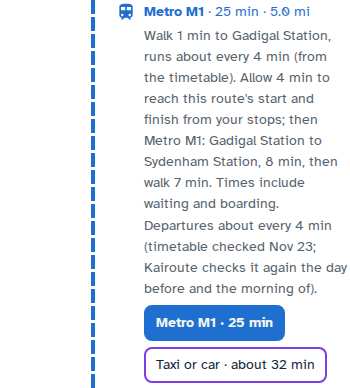 Metro M1 · 25 min · 5.0 mi
Walk 1 min to Gadigal Station,
runs about every 4 min (from
the timetable). Allow 4 min to
reach this route's start and
finish from your stops; then
Metro M1: Gadigal Station to
Sydenham Station, 8 min, then
walk 7 min. Times include
waiting and boarding.
Departures about every 4 min
(timetable checked Nov 23;
Kairoute checks it again the day
before and the morning of).
Metro M1 · 25 min
Taxi or car · about 32 min